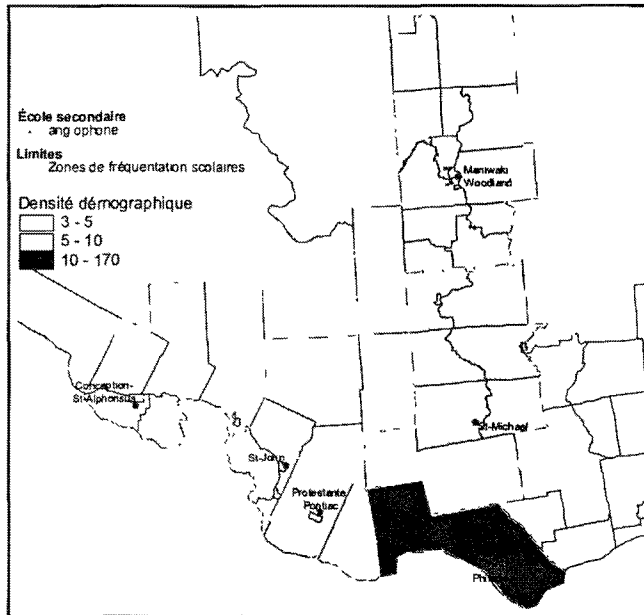 École secondaire
ang ophone
Limites
Zones de fréquentation scolaires
Densité démographique
3 - 5
5 - 10
10 - 170
Maniwaki
Woodland
Conception-
St-Alphonsus
St-Michael
St-John
Protestante
Pontiac